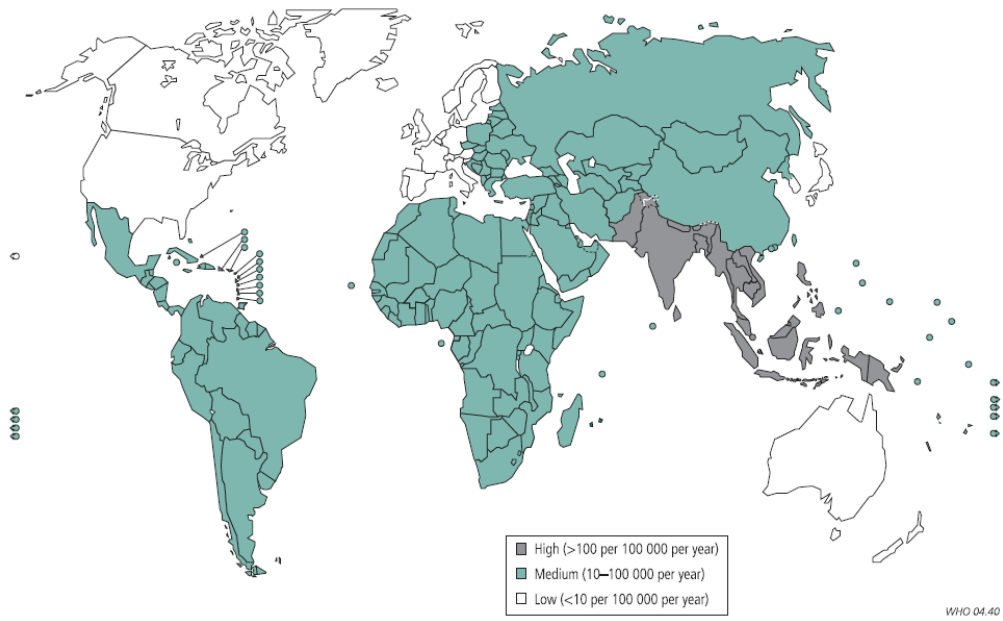 High (>100 per 100 000 per year)
Medium (10–100 000 per year)
Low (<10 per 100 000 per year)
WHO 04.40